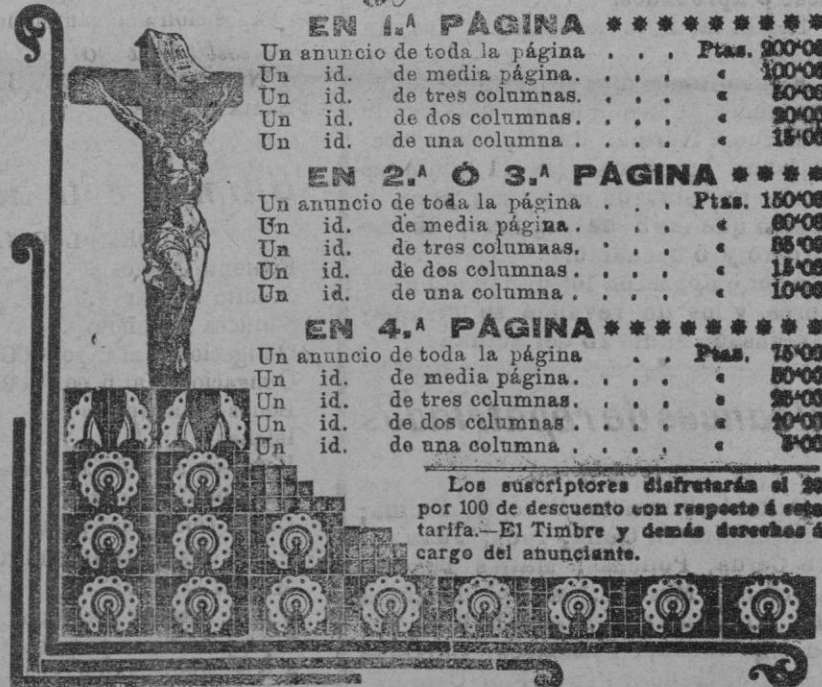 EN 1.ª PÁGINA
Un anuncio de toda la página . . . Ptas. 200'00
Un id. de media página. . . . « 100'00
Un id. de tres columnas. . . . « 50'00
Un id. de dos columnas. . . . « 20'00
Un id. de una columna . . . . « 15'00
EN 2.ª Ó 3.ª PÁGINA
Un anuncio de toda la página . . . Ptas. 150'00
Un id. de media página. . . . «
Un id. de tres columnas. . . . «
Un id. de dos columnas. . . . « 15'00
Un id. de una columna . . . . « 10'00
EN 4.ª PÁGINA
Un anuncio de toda la página . . . Ptas. 75'00
Un id. de media página. . . . « 50'00
Un id. de tres columnas. . . . « 25'00
Un id. de dos columnas . . . . « 10'00
Un id. de una columna . . . . « 5'00
Los suscriptores disfrutarán el
por 100 de descuento con respecto á esta
tarifa.—El Timbre y demás derechos á
cargo del anunciante.